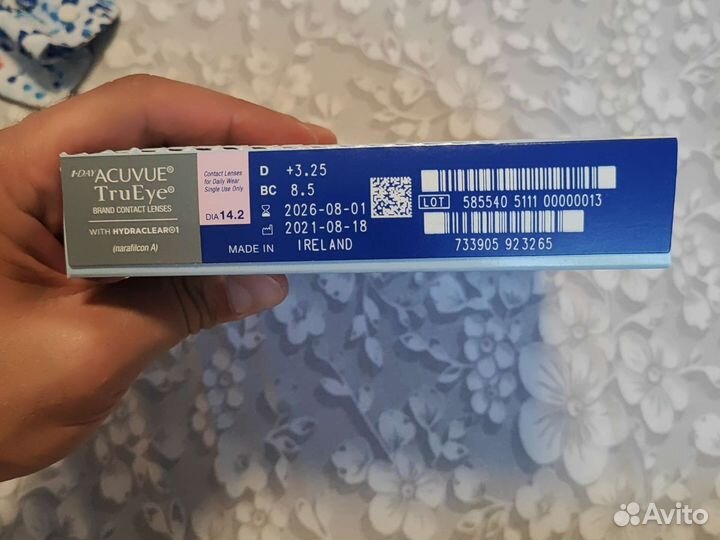 1-DAY ACUVUE®
TruEye®
BRAND CONTACT LENSES
WITH HYDRACLEAR®1
(narafilcon A)
Contact Lenses
for Daily Wear
Single Use Only
DIA 14.2
D +3.25
BC 8.5
2026-08-01
2021-08-18
MADE IN IRELAND
LOT 585540 5111 00000013
733905 923265
Avito